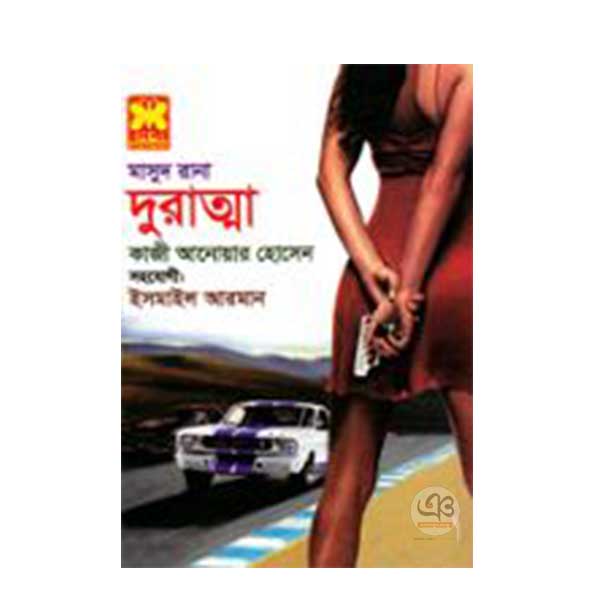 মাসুদ রানা
দুরাত্মা
কাজী আনোয়ার হোসেন
সহযোগী:
ইসমাইল আরমান